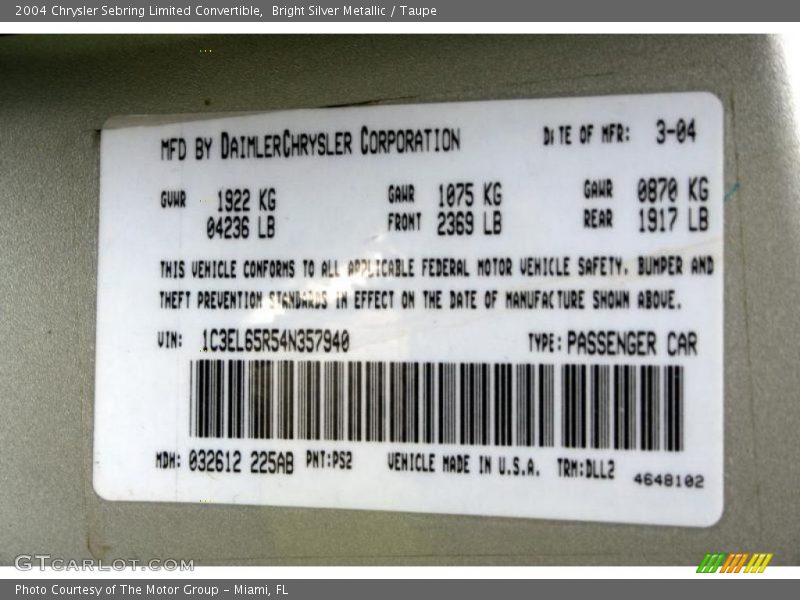 2004 Chrysler Sebring Limited Convertible,  Bright Silver Metallic / Taupe
MFD BY DAIMLERCHRYSLER CORPORATION DATE OF MFR: 3-04
GVWR 1922 KG GAWR 1075 KG GAWR 0870 KG
04236 LB FRONT 2369 LB REAR 1917 LB
THIS VEHICLE CONFORMS TO ALL APPLICABLE FEDERAL MOTOR VEHICLE SAFETY, BUMPER AND
THEFT PREVENTION STANDARDS IN EFFECT ON THE DATE OF MANUFACTURE SHOWN ABOVE.
VIN: 1C3EL65R54N357940 TYPE: PASSENGER CAR
MDH: 032612 225AB PNT:PS2 VEHICLE MADE IN U.S.A. TRM:DLL2 4648102
GTCARLOT.COM
Photo Courtesy of The Motor Group - Miami, FL